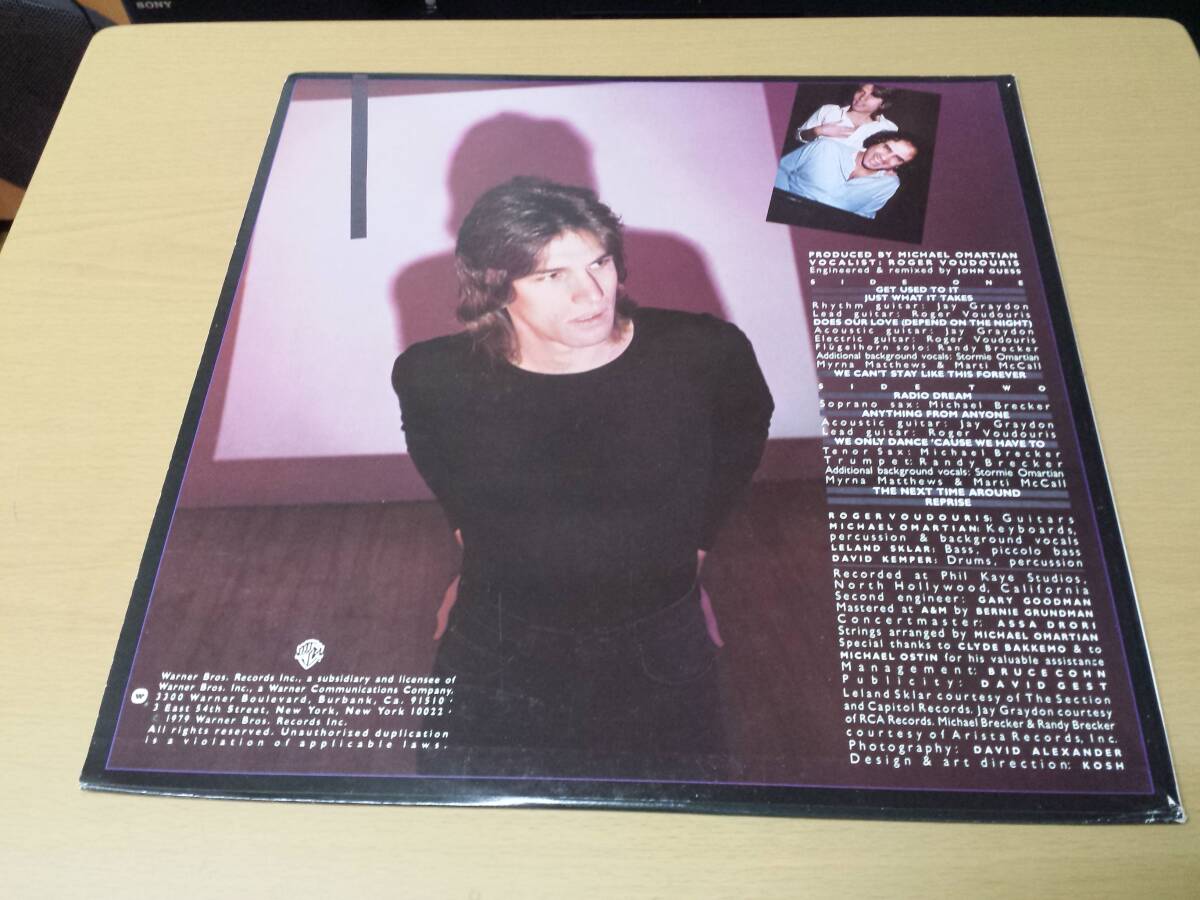 SONY
PRODUCED BY MICHAEL OMARTIAN
VOCALIST: ROGER VOUDOURIS
Engineered & remixed by JOHN GUESS
SIDE ONE
GET USED TO IT
JUST WHAT IT TAKES
Rhythm guitar: Jay Graydon
Lead guitar: Roger Voudouris
DOES OUR LOVE (DEPEND ON THE NIGHT)
Acoustic guitar: Jay Graydon
Electric guitar: Roger Voudouris
Flügelhorn solo: Randy Brecker
Additional background vocals: Stormie Omartian
Myrna Matthews & Marti McCall
WE CAN'T STAY LIKE THIS FOREVER
SIDE TWO
RADIO DREAM
Soprano sax: Michael Brecker
ANYTHING FROM ANYONE
Acoustic guitar: Jay Graydon
Lead guitar: Roger Voudouris
WE ONLY DANCE 'CAUSE WE HAVE TO
Tenor Sax: Michael Brecker
Trumpet: Randy Brecker
Additional background vocals: Stormie Omartian
Myrna Matthews & Marti McCall
THE NEXT TIME AROUND
REPRISE
ROGER VOUDOURIS: Guitars
MICHAEL OMARTIAN: Keyboards,
percussion & background vocals
LELAND SKLAR: Bass, piccolo bass
DAVID KEMPER: Drums, percussion
Recorded at Phil Kaye Studios,
North Hollywood, California
Second engineer: GARY GOODMAN
Mastered at A&M by BERNIE GRUNDMAN
Concertmaster: ASSA DRORI
Strings arranged by MICHAEL OMARTIAN
Special thanks to CLYDE BAKKEMO & to
MICHAEL OSTIN for his valuable assistance
Management: BRUCE COHN
Publicity: DAVID GEST
Leland Sklar courtesy of The Section
and Capitol Records. Jay Graydon courtesy
of RCA Records. Michael Brecker & Randy Brecker
courtesy of Arista Records, Inc.
Photography: DAVID ALEXANDER
Design & art direction: KOSH
Warner Bros. Records Inc., a subsidiary and licensee of
Warner Bros. Inc., a Warner Communications Company.
3300 Warner Boulevard, Burbank, Ca. 91510 ·
3 East 54th Street, New York, New York 10022 ·
© 1979 Warner Bros. Records Inc.
All rights reserved. Unauthorized duplication
is a violation of applicable laws.